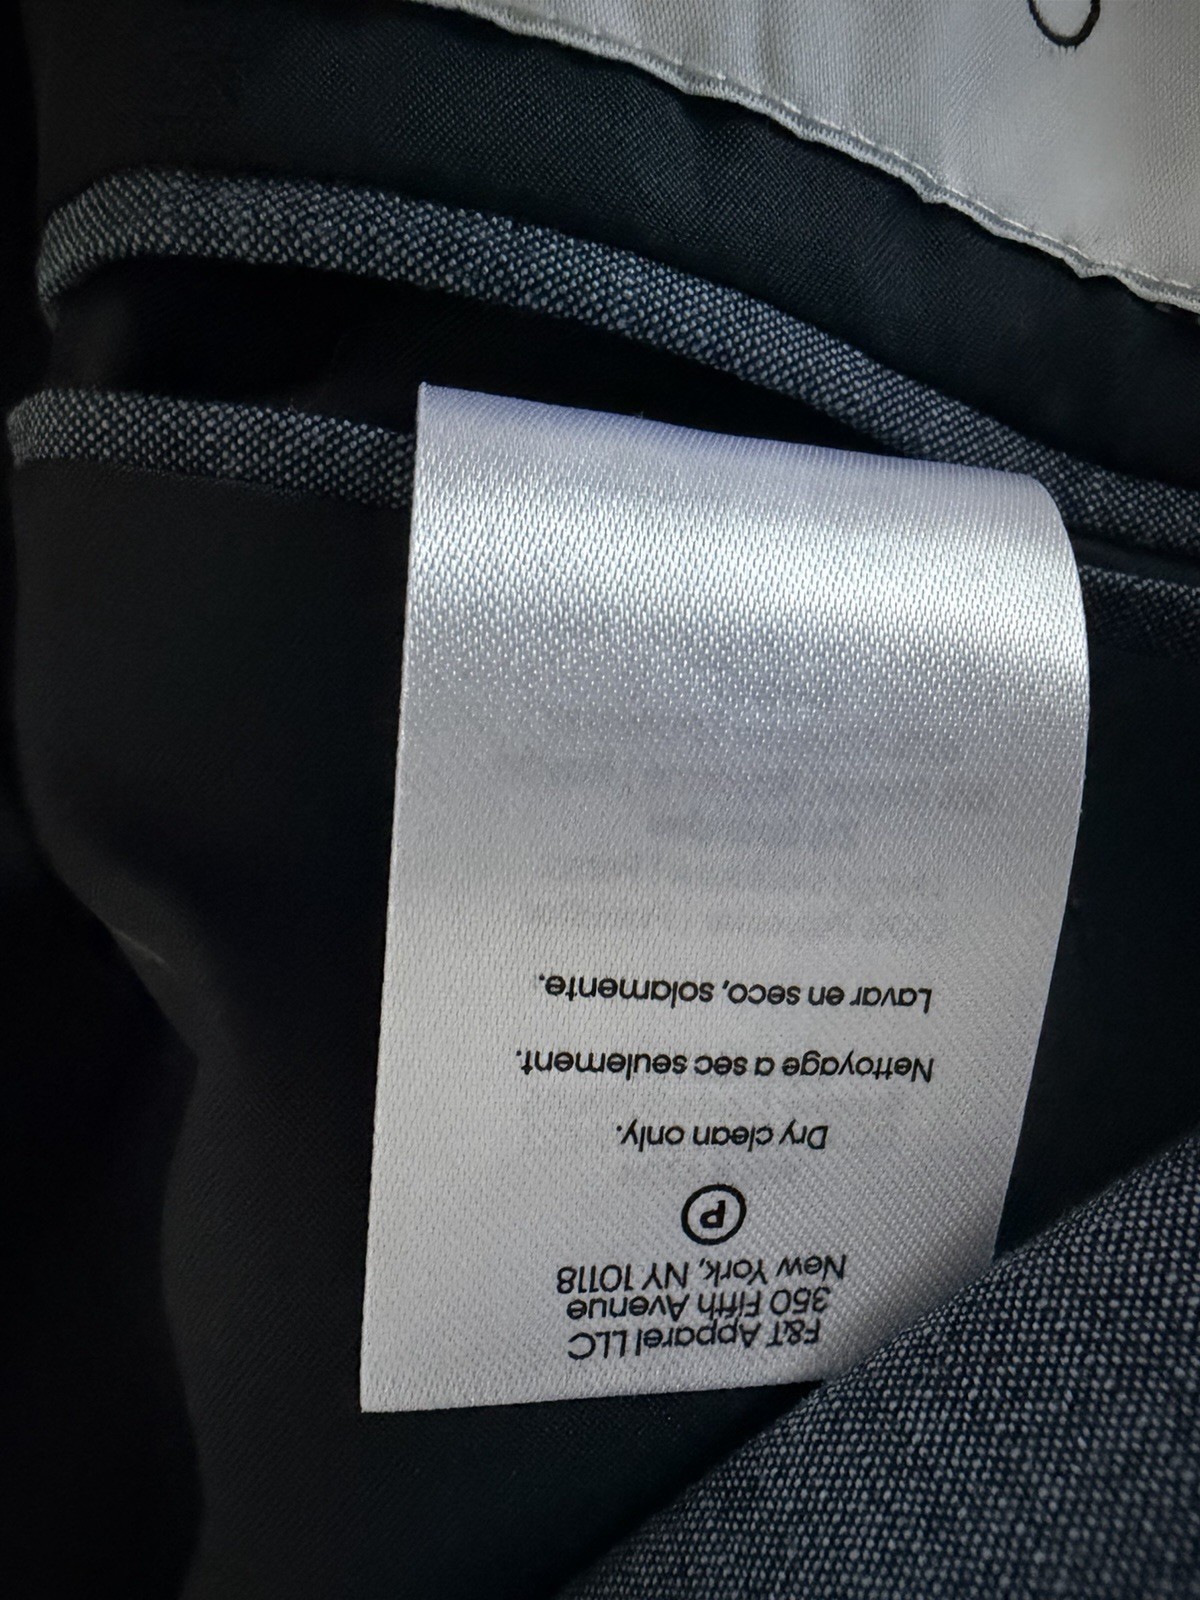 F&T Apparel LLC
350 Fifth Avenue
New York, NY 10118
P
Dry clean only.
Nettoyage a sec seulement.
Lavar en seco, solamente.